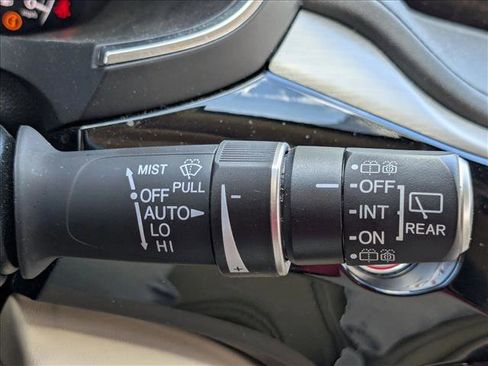 MIST
PULL
OFF
AUTO
LO
HI
- 
+
OFF
INT
ON
REAR